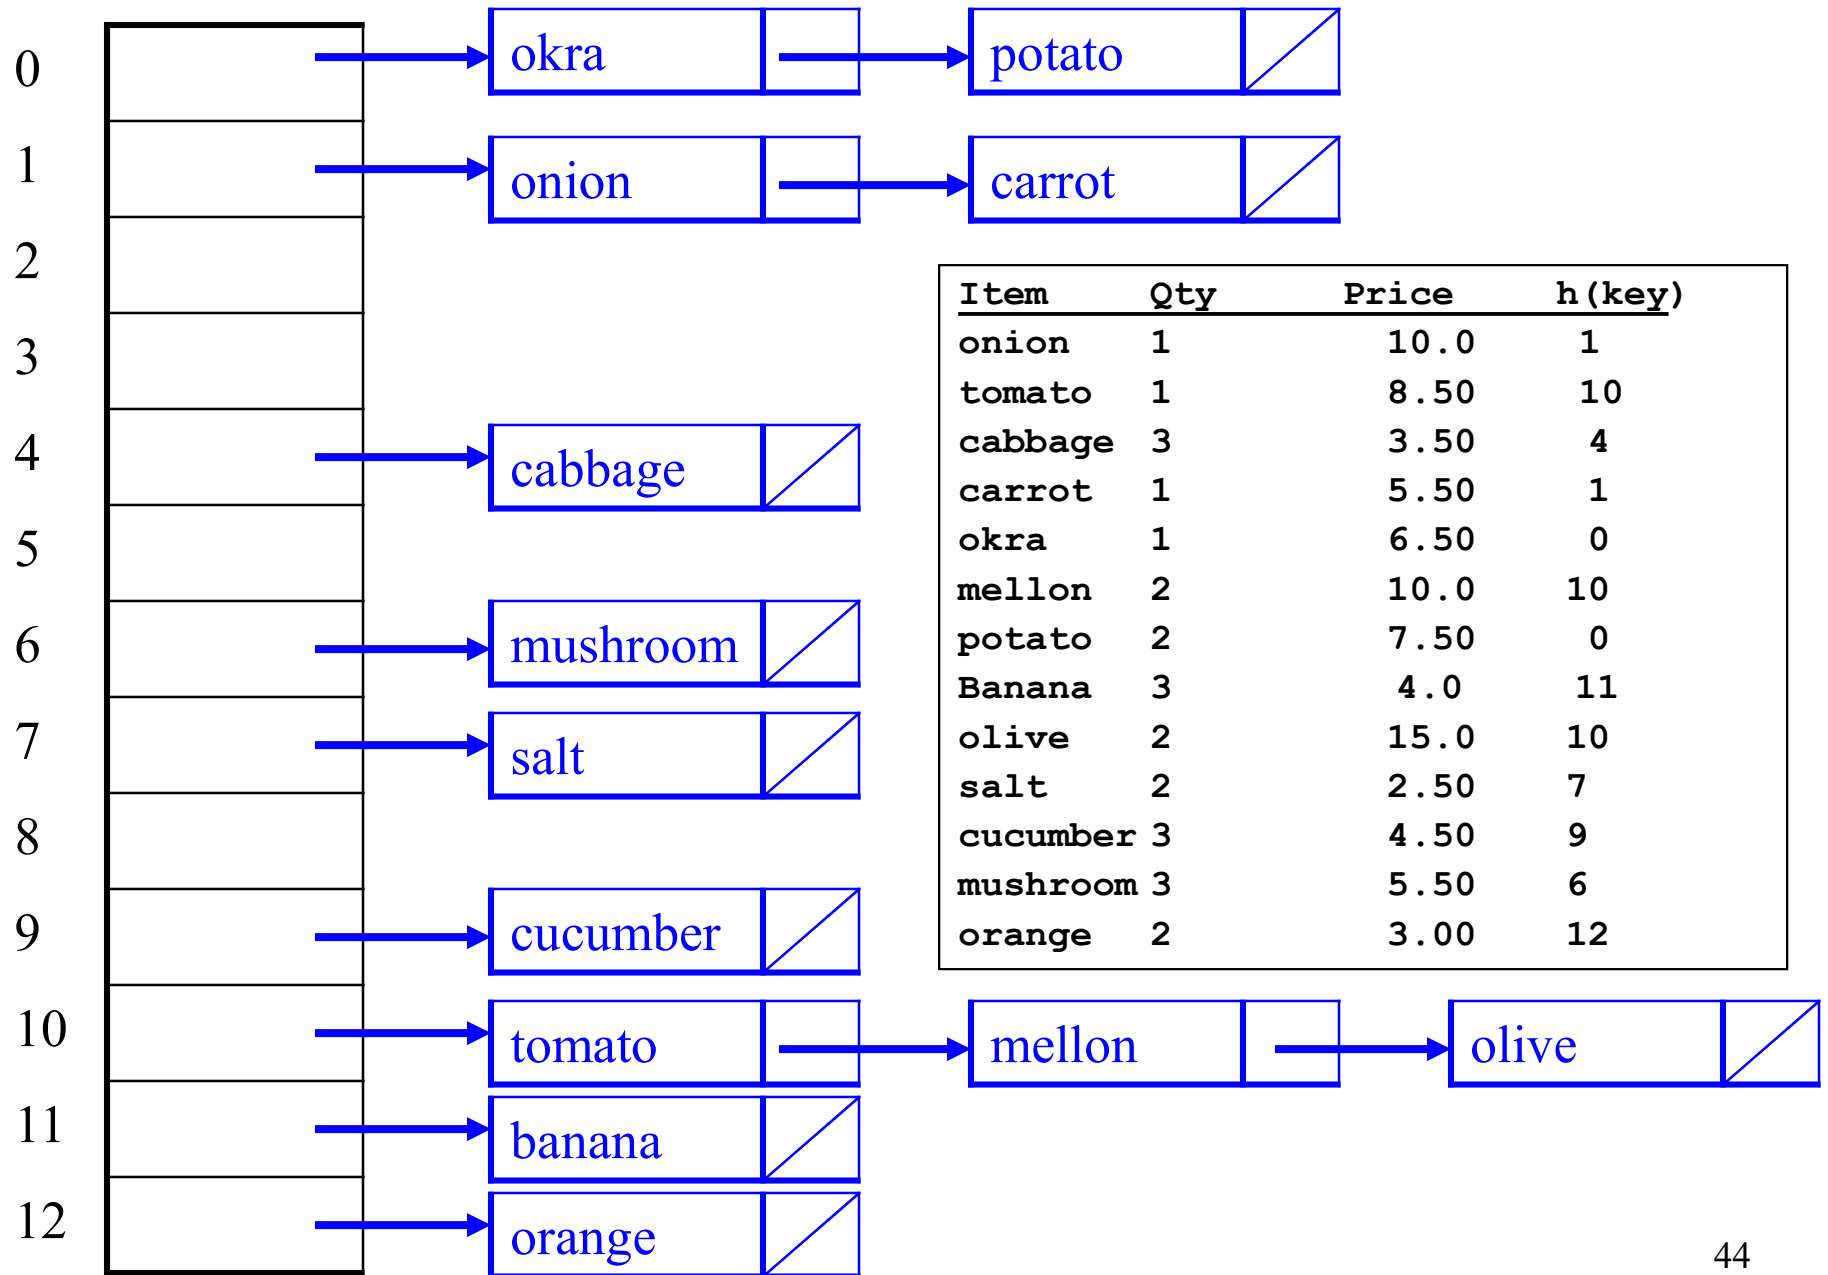 0 okra potato
1 onion carrot
2
Item Qty Price h(key)
onion 1 10.0 1
3
tomato 1 8.50 10
cabbage 3 3.50 4
4 cabbage
carrot 1 5.50 1
okra 1 6.50 0
5
mellon 2 10.0 10
potato 2 7.50 0
6 mushroom
Banana 3 4.0 11
olive 2 15.0 10
7 salt
salt 2 2.50 7
cucumber 3 4.50 9
8
mushroom 3 5.50 6
orange 2 3.00 12
9 cucumber
10 tomato mellon olive
11 banana
12 orange
44